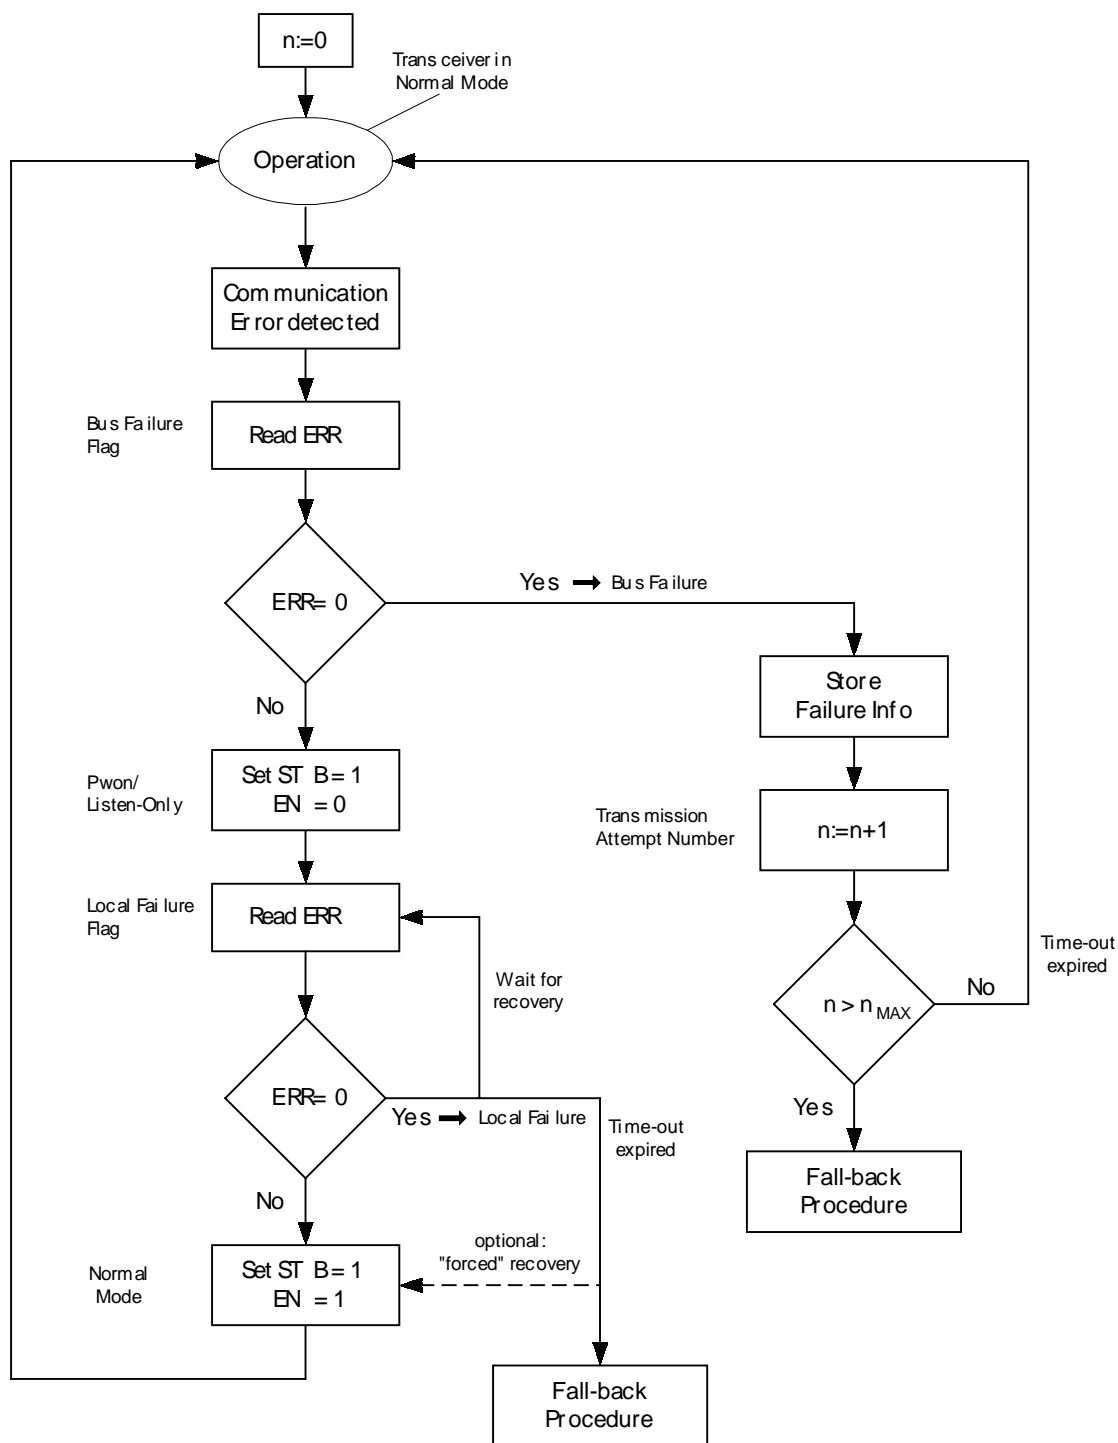 n:=0
Transceiver in
Normal Mode
Operation
Communication
Error detected
Bus Failure
Flag
Read ERR
ERR= 0
Yes ➞ Bus Failure
No
Store
Failure Info
Pwon/
Listen-Only
Set STB= 1
EN = 0
Transmission
Attempt Number
n:=n+1
Local Failure
Flag
Read ERR
Wait for
recovery
n > nMAX
No
Time-out
expired
ERR= 0
Yes ➞ Local Failure
Time-out
expired
Yes
Fall-back
Procedure
No
optional:
"forced" recovery
Normal
Mode
Set STB= 1
EN = 1
Fall-back
Procedure